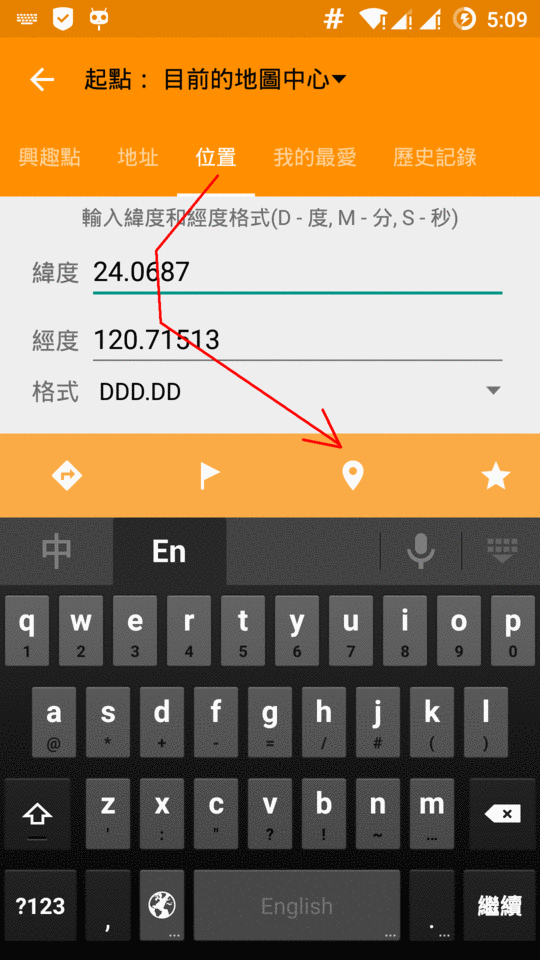 # 5:09
起點： 目前的地圖中心
興趣點 地址 位置 我的最愛 歷史記錄
輸入緯度和經度格式(D - 度, M - 分, S - 秒)
緯度 24.0687
經度 120.71513
格式 DDD.DD
中 En
q w e r t y u i o p
1 2 3 4 5 6 7 8 9 0
a s d f g h j k l
@ * + - = / # ( )
z x c v b n m
' : " ? ! ~ ...
?123 , English . 繼續